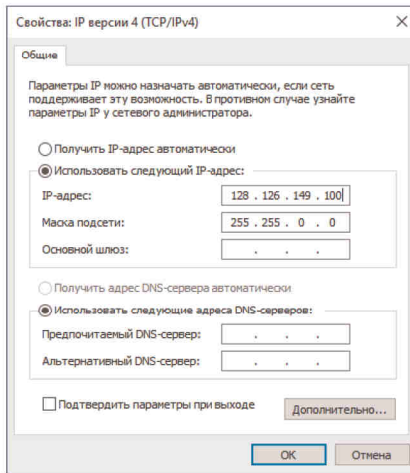 Свойства: IP версии 4 (TCP/IPv4)
Общие
Параметры IP можно назначать автоматически, если сеть
поддерживает эту возможность. В противном случае узнайте
параметры IP у сетевого администратора.
Получить IP-адрес автоматически
Использовать следующий IP-адрес:
IP-адрес: 128 . 126 . 149 . 100
Маска подсети: 255 . 255 . 0 . 0
Основной шлюз: . . .
Получить адрес DNS-сервера автоматически
Использовать следующие адреса DNS-серверов:
Предпочитаемый DNS-сервер: . . .
Альтернативный DNS-сервер: . . .
Подтвердить параметры при выходе
Дополнительно...
ОК Отмена